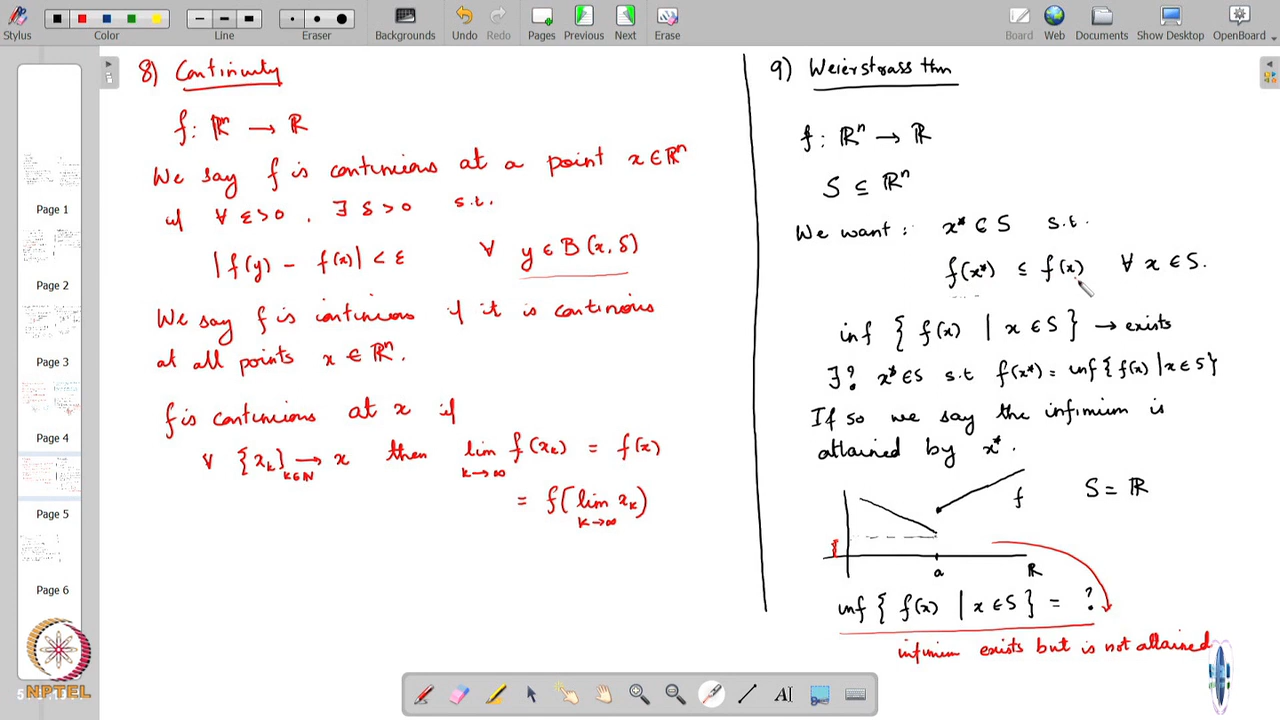 Stylus
Color
Line
Eraser
Backgrounds
Undo
Redo
Pages
Previous
Next
Erase
Board
Web
Documents
Show Desktop
OpenBoard
Page 1
Page 2
Page 3
Page 4
Page 5
Page 6
NPTEL
8) Continuity
f: ℝⁿ → ℝ
We say f is continuous at a point x ∈ ℝⁿ
if ∀ ε>0, ∃ δ>0 s.t.
|f(y) - f(x)| < ε ∀ y ∈ B(x, δ)
We say f is continuous if it is continuous
at all points x ∈ ℝⁿ.
f is continuous at x if
∀ {x_k}_{k∈ℕ} → x then lim_{k→∞} f(x_k) = f(x)
= f(lim_{k→∞} x_k)
9) Weierstrass thm
f: ℝⁿ → ℝ
S ⊆ ℝⁿ
We want: x* ∈ S s.t.
f(x*) ≤ f(x) ∀ x ∈ S.
inf { f(x) | x ∈ S } → exists
∃? x* ∈ S s.t f(x*) = inf{f(x) | x ∈ S}
If so we say the infimum is
attained by x*.
f S = ℝ
a ℝ
inf { f(x) | x ∈ S } = ?
infimum exists but is not attained